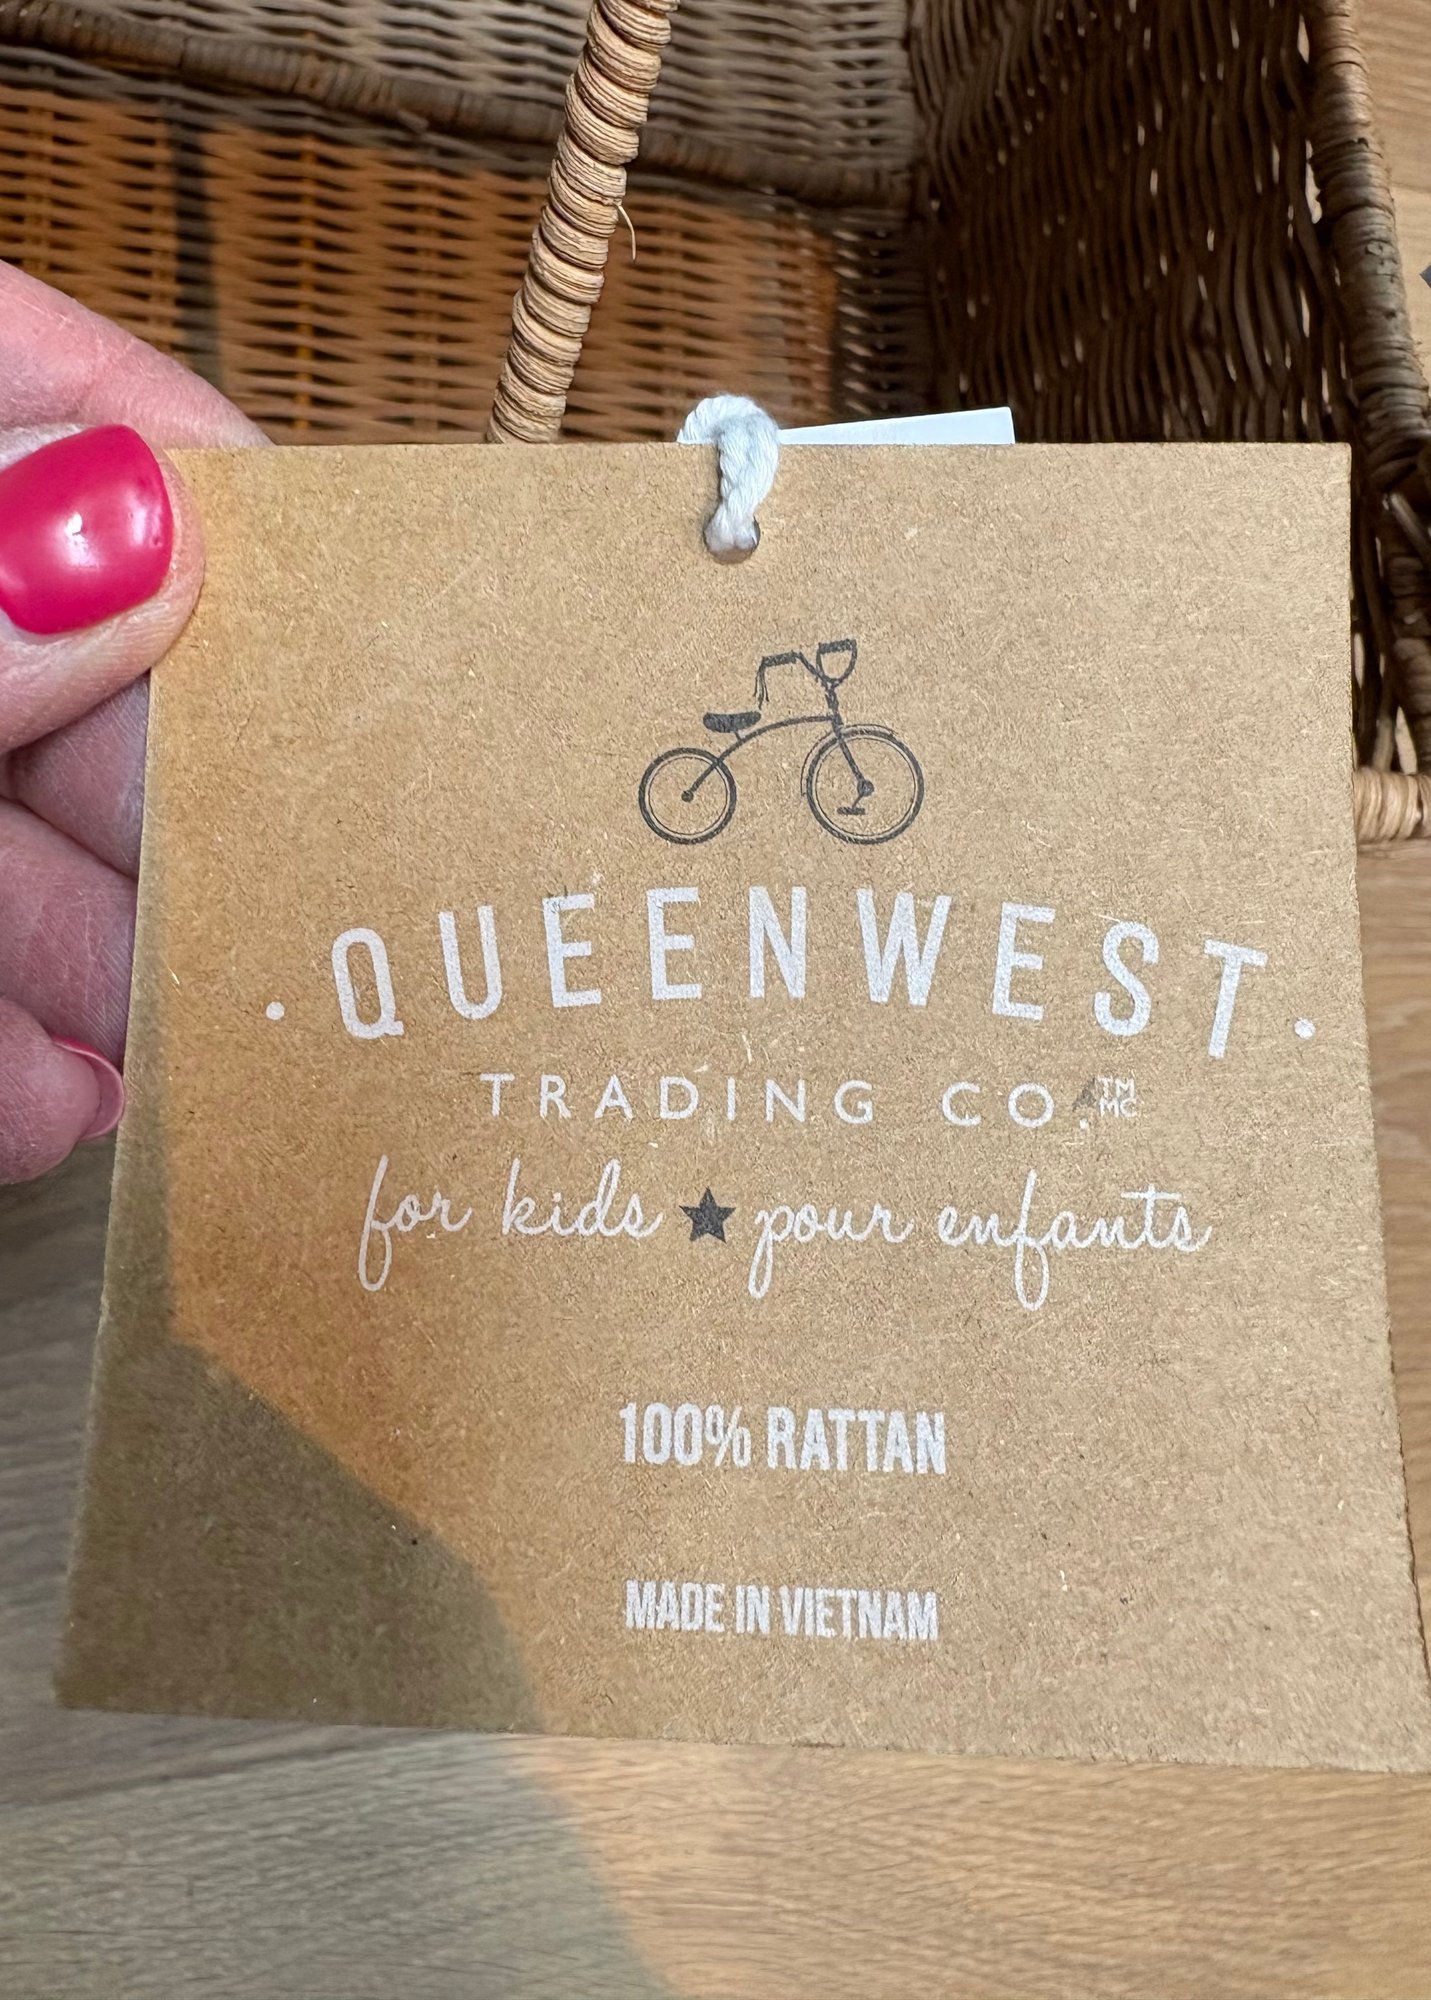 • QUEENWEST •
TRADING CO. TM MC
for kids ★ pour enfants
100% RATTAN
MADE IN VIETNAM